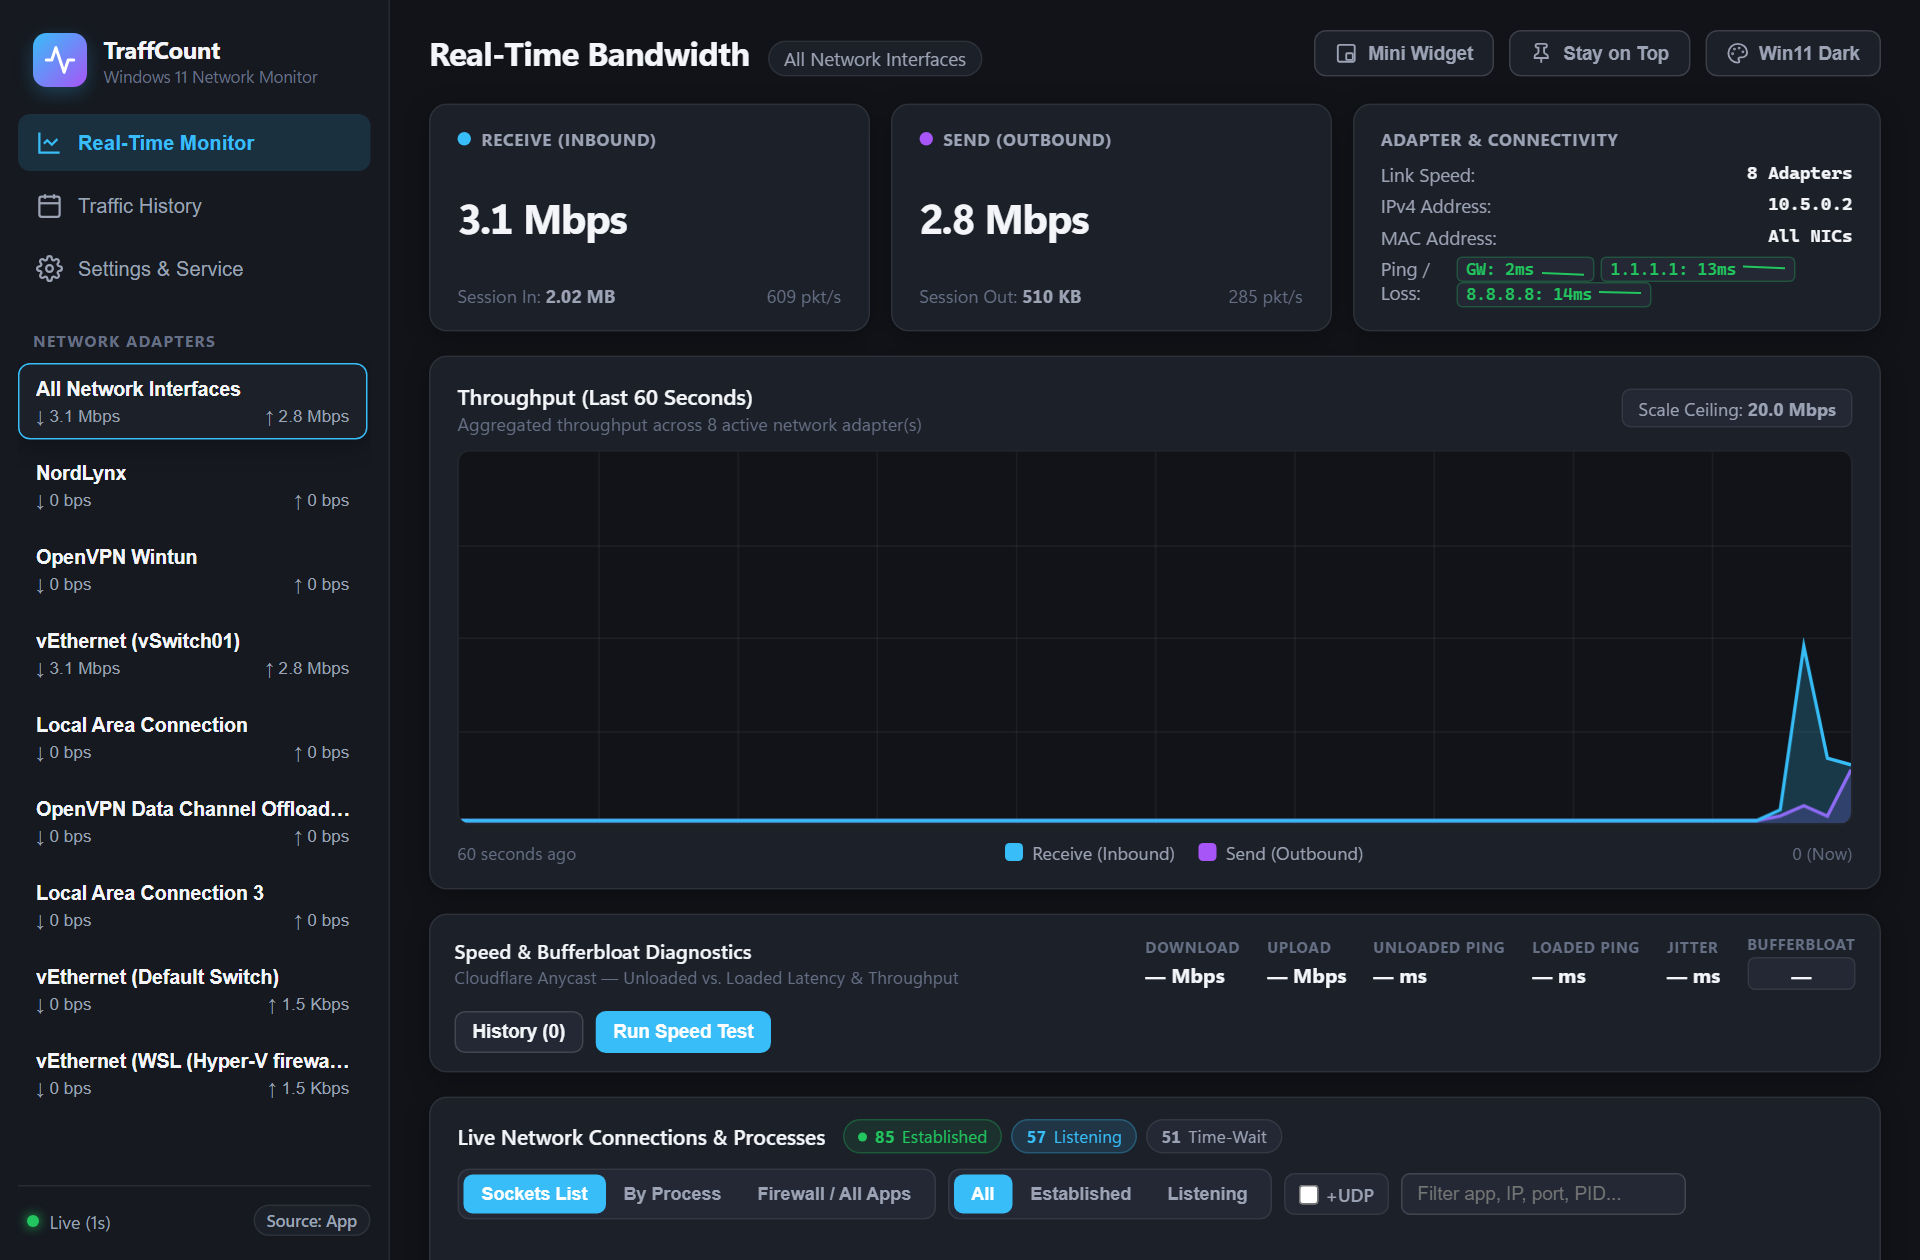 TraffCount
Windows 11 Network Monitor
Real-Time Monitor
Traffic History
Settings & Service
NETWORK ADAPTERS
All Network Interfaces
↓ 3.1 Mbps ↑ 2.8 Mbps
NordLynx
↓ 0 bps ↑ 0 bps
OpenVPN Wintun
↓ 0 bps ↑ 0 bps
vEthernet (vSwitch01)
↓ 3.1 Mbps ↑ 2.8 Mbps
Local Area Connection
↓ 0 bps ↑ 0 bps
OpenVPN Data Channel Offload...
↓ 0 bps ↑ 0 bps
Local Area Connection 3
↓ 0 bps ↑ 0 bps
vEthernet (Default Switch)
↓ 0 bps ↑ 1.5 Kbps
vEthernet (WSL (Hyper-V firewa...
↓ 0 bps ↑ 1.5 Kbps
Live (1s) Source: App
Real-Time Bandwidth All Network Interfaces Mini Widget Stay on Top Win11 Dark
RECEIVE (INBOUND)
3.1 Mbps
Session In: 2.02 MB 609 pkt/s
SEND (OUTBOUND)
2.8 Mbps
Session Out: 510 KB 285 pkt/s
ADAPTER & CONNECTIVITY
Link Speed: 8 Adapters
IPv4 Address: 10.5.0.2
MAC Address: All NICs
Ping / Loss: GW: 2ms 1.1.1.1: 13ms
8.8.8.8: 14ms
Throughput (Last 60 Seconds)
Aggregated throughput across 8 active network adapter(s)
Scale Ceiling: 20.0 Mbps
60 seconds ago Receive (Inbound) Send (Outbound) 0 (Now)
Speed & Bufferbloat Diagnostics
Cloudflare Anycast — Unloaded vs. Loaded Latency & Throughput
DOWNLOAD UPLOAD UNLOADED PING LOADED PING JITTER BUFFERBLOAT
— Mbps — Mbps — ms — ms — ms —
History (0) Run Speed Test
Live Network Connections & Processes 85 Established 57 Listening 51 Time-Wait
Sockets List By Process Firewall / All Apps All Established Listening +UDP Filter app, IP, port, PID...